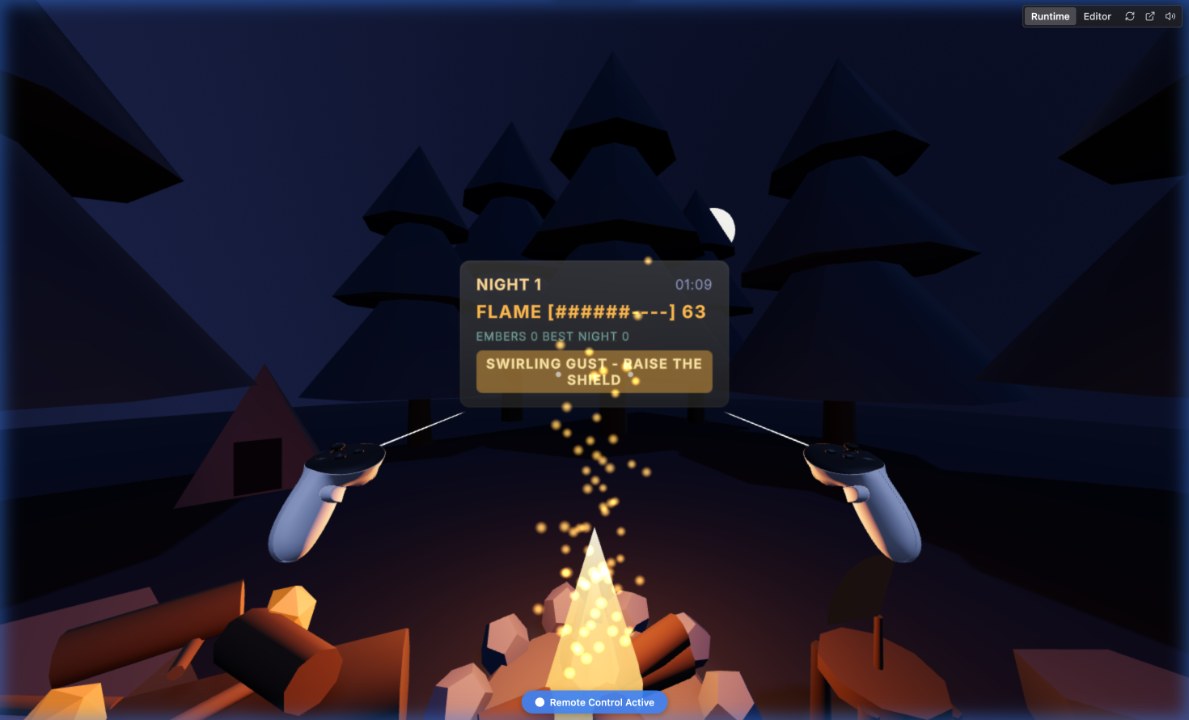 Runtime Editor
NIGHT 1 01:09
FLAME [######----] 63
EMBERS 0 BEST NIGHT 0
SWIRLING GUST - RAISE THE
SHIELD
Remote Control Active